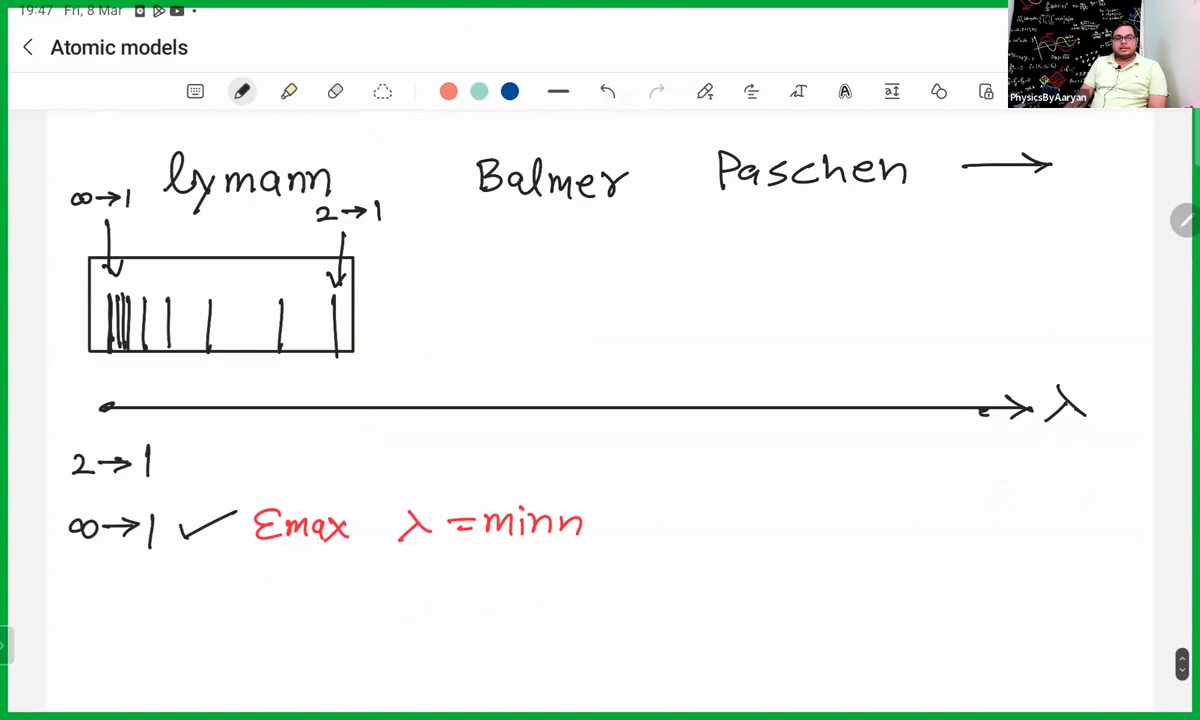 19:47 Fri, 8 Mar
Atomic models
PhysicsByAaryan
lymann Balmer Paschen →
∞→1 2→1
λ
2→1
∞→1 ✓ Emax λ = minn